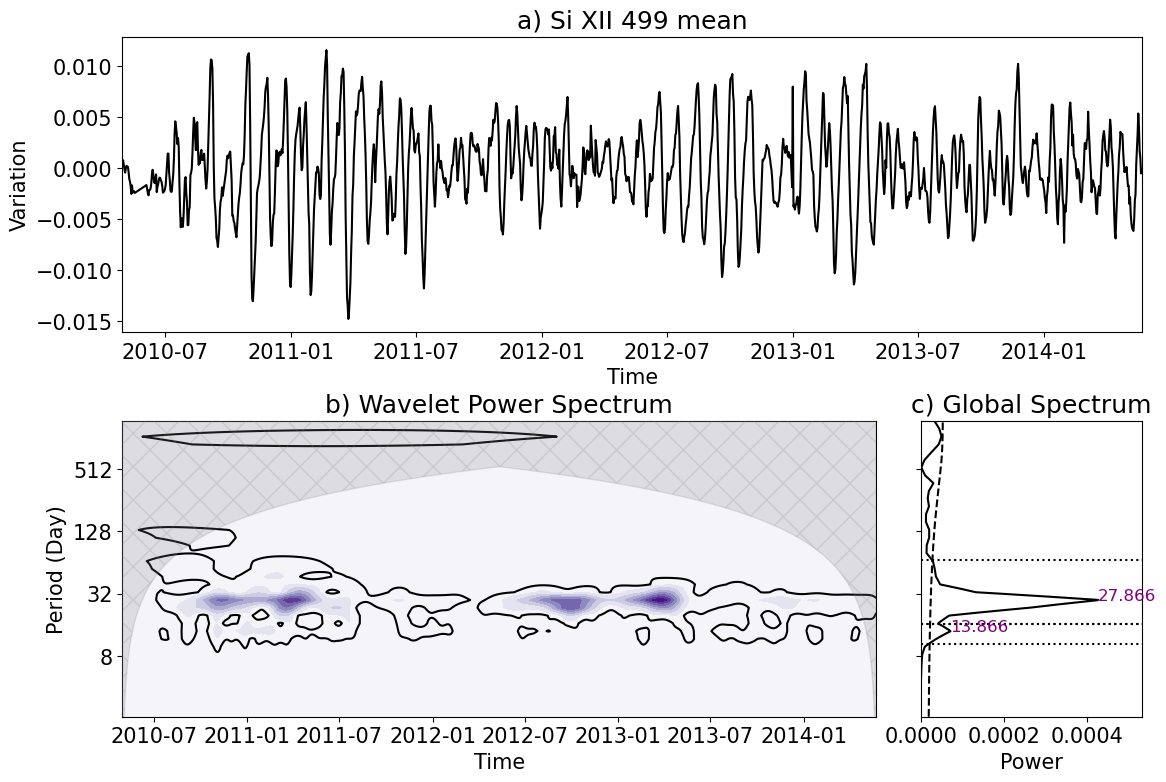 a) Si XII 499 mean
0.010
0.005
0.000
−0.005
−0.010
−0.015
Variation
2010-07 2011-01 2011-07 2012-01 2012-07 2013-01 2013-07 2014-01
Time
b) Wavelet Power Spectrum
512
128
32
8
Period (Day)
2010-07 2011-01 2011-07 2012-01 2012-07 2013-01 2013-07 2014-01
Time
c) Global Spectrum
27.866
13.866
0.0000 0.0002 0.0004
Power